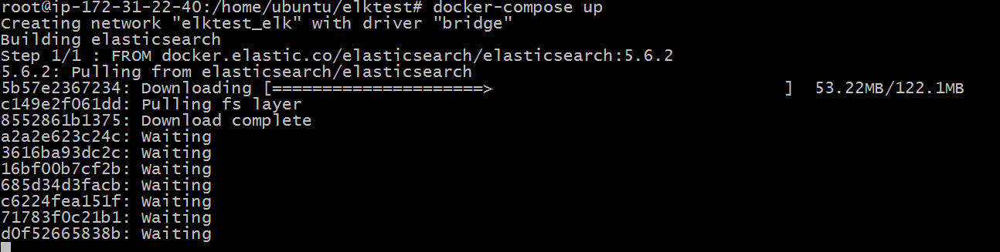 root@ip-172-31-22-40:/home/ubuntu/elktest# docker-compose up
Creating network "elktest_elk" with driver "bridge"
Building elasticsearch
Step 1/1 : FROM docker.elastic.co/elasticsearch/elasticsearch:5.6.2
5.6.2: Pulling from elasticsearch/elasticsearch
5b57e2367234: Downloading [=====================>                             ]  53.22MB/122.1MB
c149e2f061dd: Pulling fs layer
8552861b1375: Download complete
a2a2e623c24c: Waiting
3616ba93dc2c: Waiting
16bf00b7cf2b: Waiting
685d34d3facb: Waiting
c6224fea151f: Waiting
71783f0c21b1: Waiting
d0f52665838b: Waiting